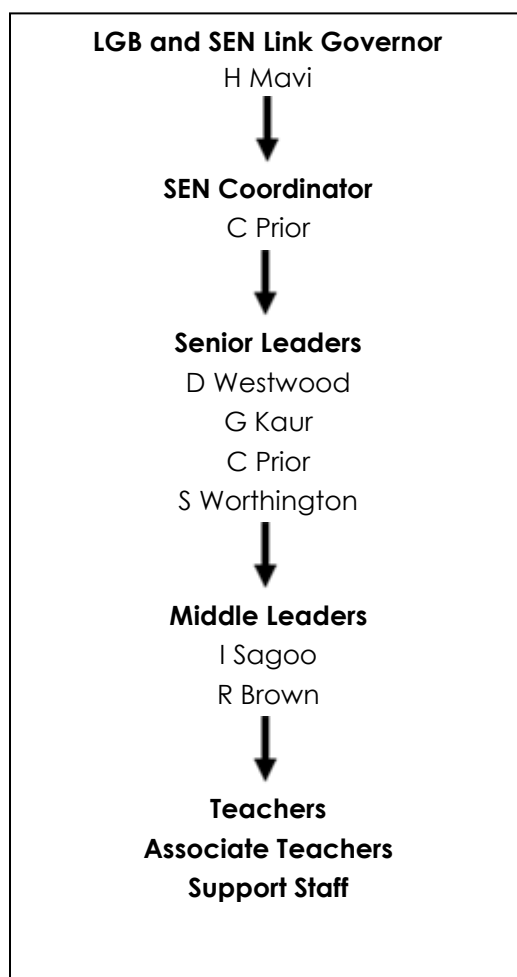 LGB and SEN Link Governor
H Mavi
SEN Coordinator
C Prior
Senior Leaders
D Westwood
G Kaur
C Prior
S Worthington
Middle Leaders
I Sagoo
R Brown
Teachers
Associate Teachers
Support Staff